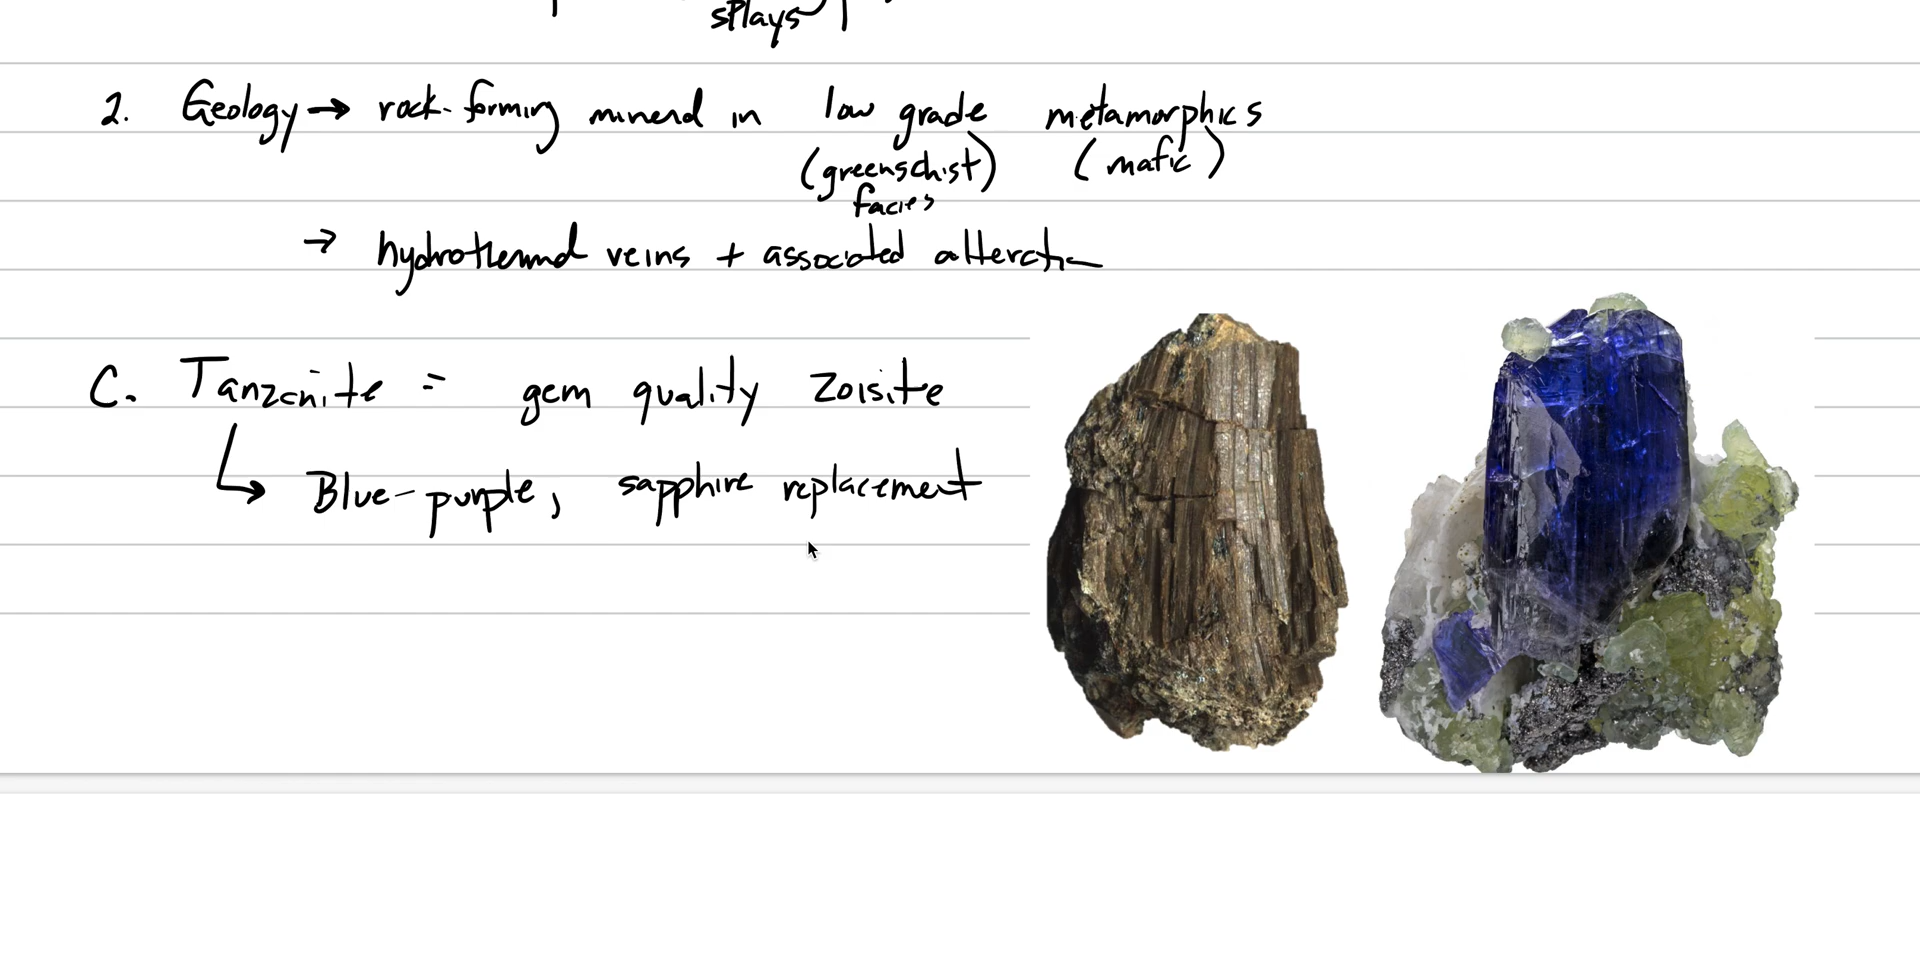 splays
2. Geology → rock-forming mineral in low grade metamorphics
(greenschist) (mafic)
facies
→ hydrothermal veins + associated alteration
C. Tanzanite = gem quality zoisite
↳ Blue-purple, sapphire replacement